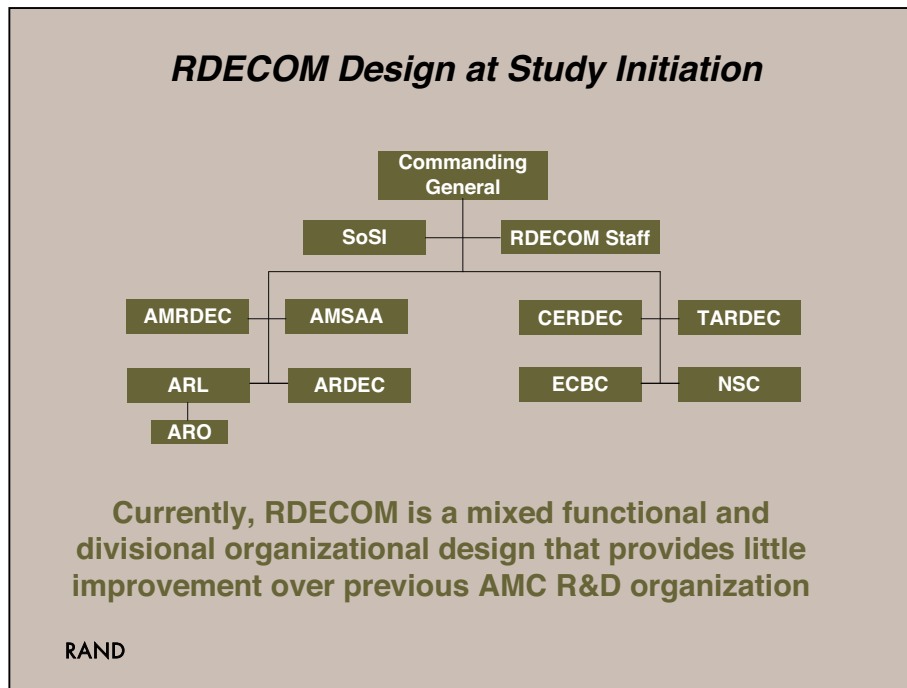 RDECOM Design at Study Initiation
Commanding
General
SoSI
RDECOM Staff
AMRDEC
AMSAA
CERDEC
TARDEC
ARL
ARDEC
ECBC
NSC
ARO
Currently, RDECOM is a mixed functional and
divisional organizational design that provides little
improvement over previous AMC R&D organization
RAND